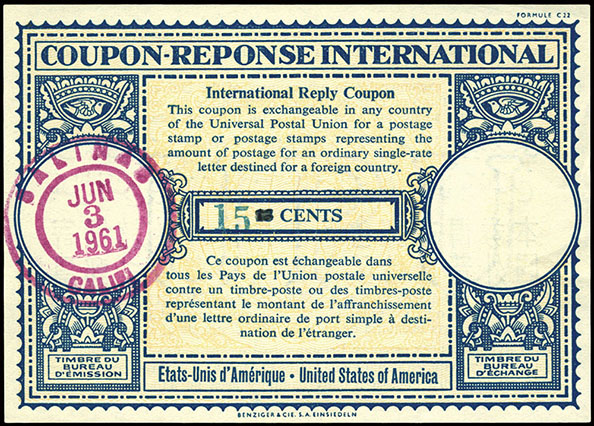 FORMULE C 22
COUPON-REPONSE INTERNATIONAL
International Reply Coupon
This coupon is exchangeable in any country
of the Universal Postal Union for a postage
stamp or postage stamps representing the
amount of postage for an ordinary single-rate
letter destined for a foreign country.
15 CENTS
Ce coupon est échangeable dans
tous les Pays de l'Union postale universelle
contre un timbre-poste ou des timbres-poste
représentant le montant de l'affranchissement
d'une lettre ordinaire de port simple à desti-
nation de l'étranger.
SALINAS
JUN
3
1961
CALIF.
TIMBRE DU
BUREAU
D'ÉMISSION
Etats-Unis d'Amérique • United States of America
TIMBRE DU
BUREAU
D'ÉCHANGE
BENZIGER & CIE. S.A. EINSIEDELN